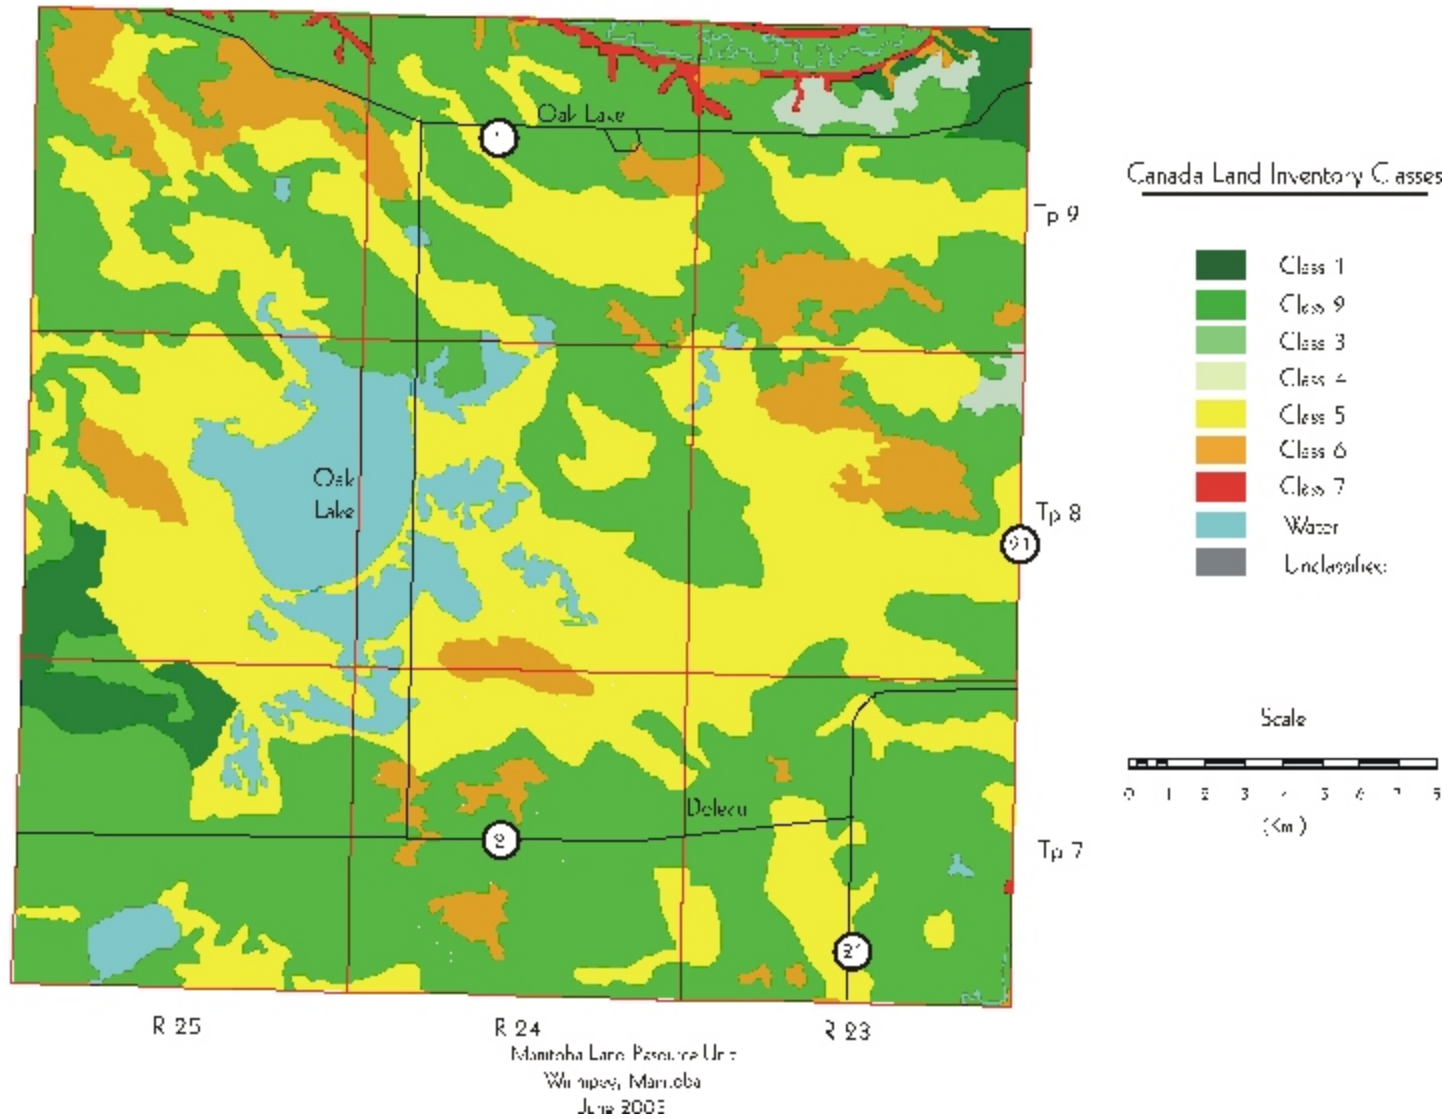 Oak Lake
1
Oak
Lake
Deleau
2
21
21
Tp 9
Tp 8
Tp 7
R 25
R 24
R 23
Manitoba Land Resource Unit
Winnipeg, Manitoba
June 2003
Canada Land Inventory Classes
Class 1
Class 2
Class 3
Class 4
Class 5
Class 6
Class 7
Water
Unclassified
Scale
0 1 2 3 4 5 6 7 8
(Km.)